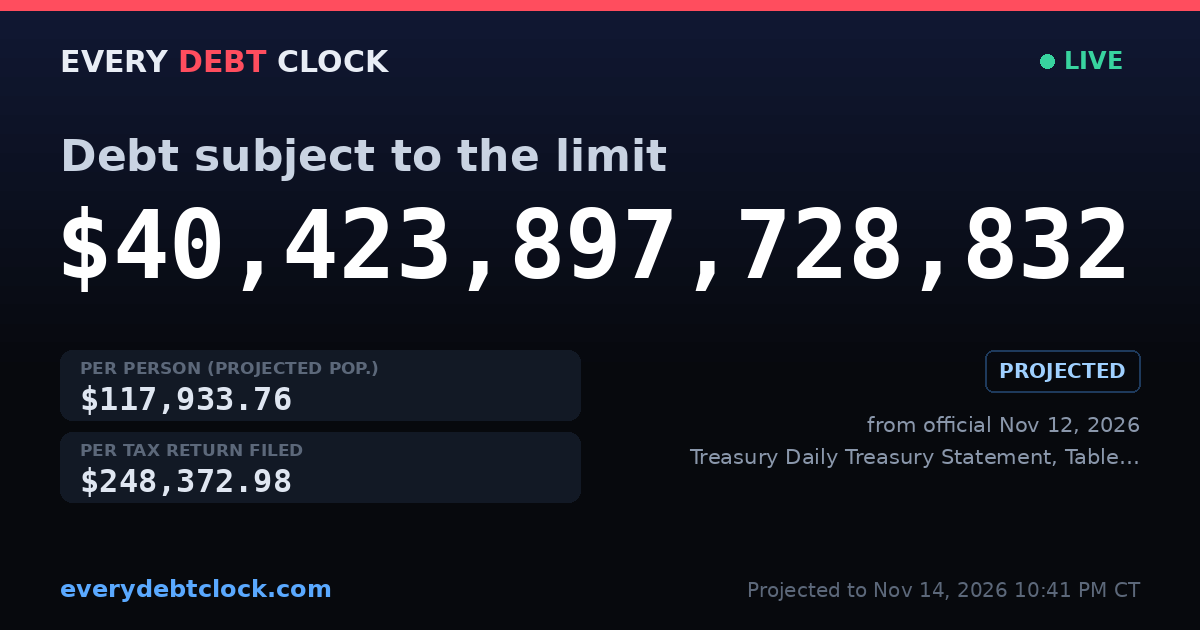 EVERY DEBT CLOCK
LIVE
Debt subject to the limit
$40,423,897,728,832
PER PERSON (PROJECTED POP.)
$117,933.76
PER TAX RETURN FILED
$248,372.98
PROJECTED
from official Nov 12, 2026
Treasury Daily Treasury Statement, Table…
everydebtclock.com
Projected to Nov 14, 2026 10:41 PM CT